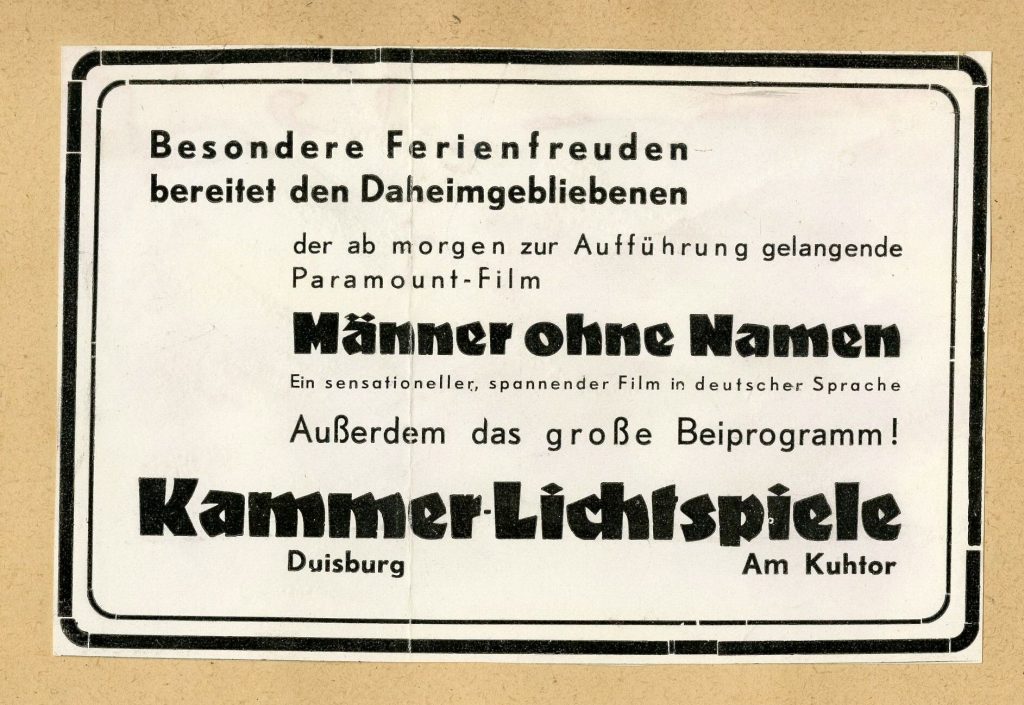 Besondere Ferienfreuden
bereitet den Daheimgebliebenen
der ab morgen zur Aufführung gelangende
Paramount-Film
Männer ohne Namen
Ein sensationeller, spannender Film in deutscher Sprache
Außerdem das große Beiprogramm!
Kammer-Lichtspiele
Duisburg Am Kuhtor